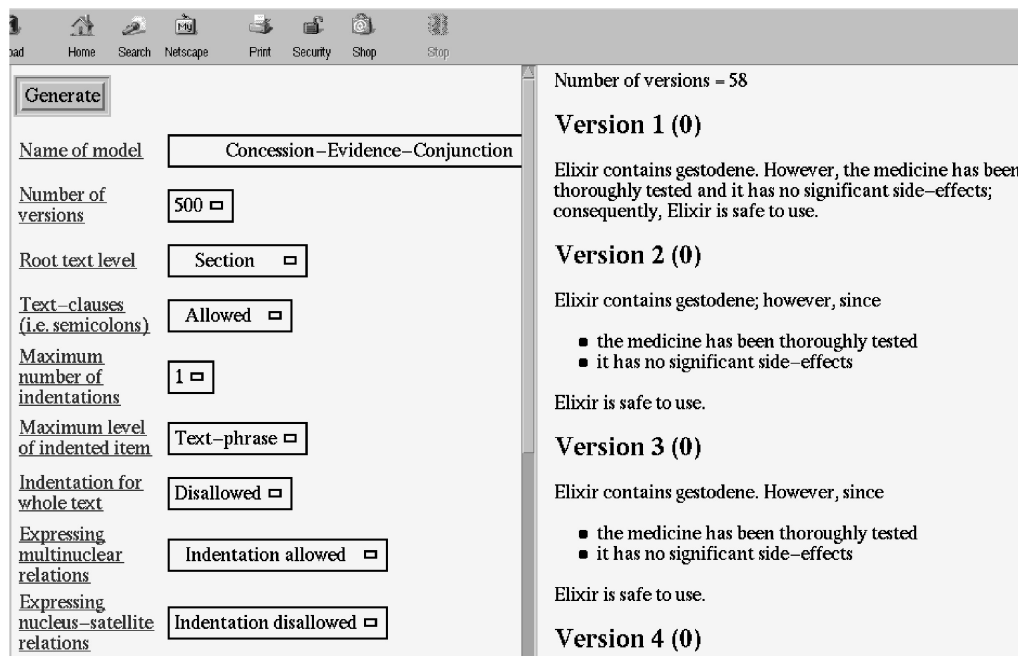 oad Home Search Netscape Print Security Shop Stop
My
Generate
Name of model
Concession–Evidence–Conjunction
Number of
versions
500
Root text level
Section
Text–clauses
(i.e. semicolons)
Allowed
Maximum
number of
indentations
1
Maximum level
of indented item
Text–phrase
Indentation for
whole text
Disallowed
Expressing
multinuclear
relations
Indentation allowed
Expressing
nucleus–satellite
relations
Indentation disallowed
Number of versions = 58
Version 1 (0)
Elixir contains gestodene. However, the medicine has been
thoroughly tested and it has no significant side–effects;
consequently, Elixir is safe to use.
Version 2 (0)
Elixir contains gestodene; however, since
• the medicine has been thoroughly tested
• it has no significant side–effects
Elixir is safe to use.
Version 3 (0)
Elixir contains gestodene. However, since
• the medicine has been thoroughly tested
• it has no significant side–effects
Elixir is safe to use.
Version 4 (0)